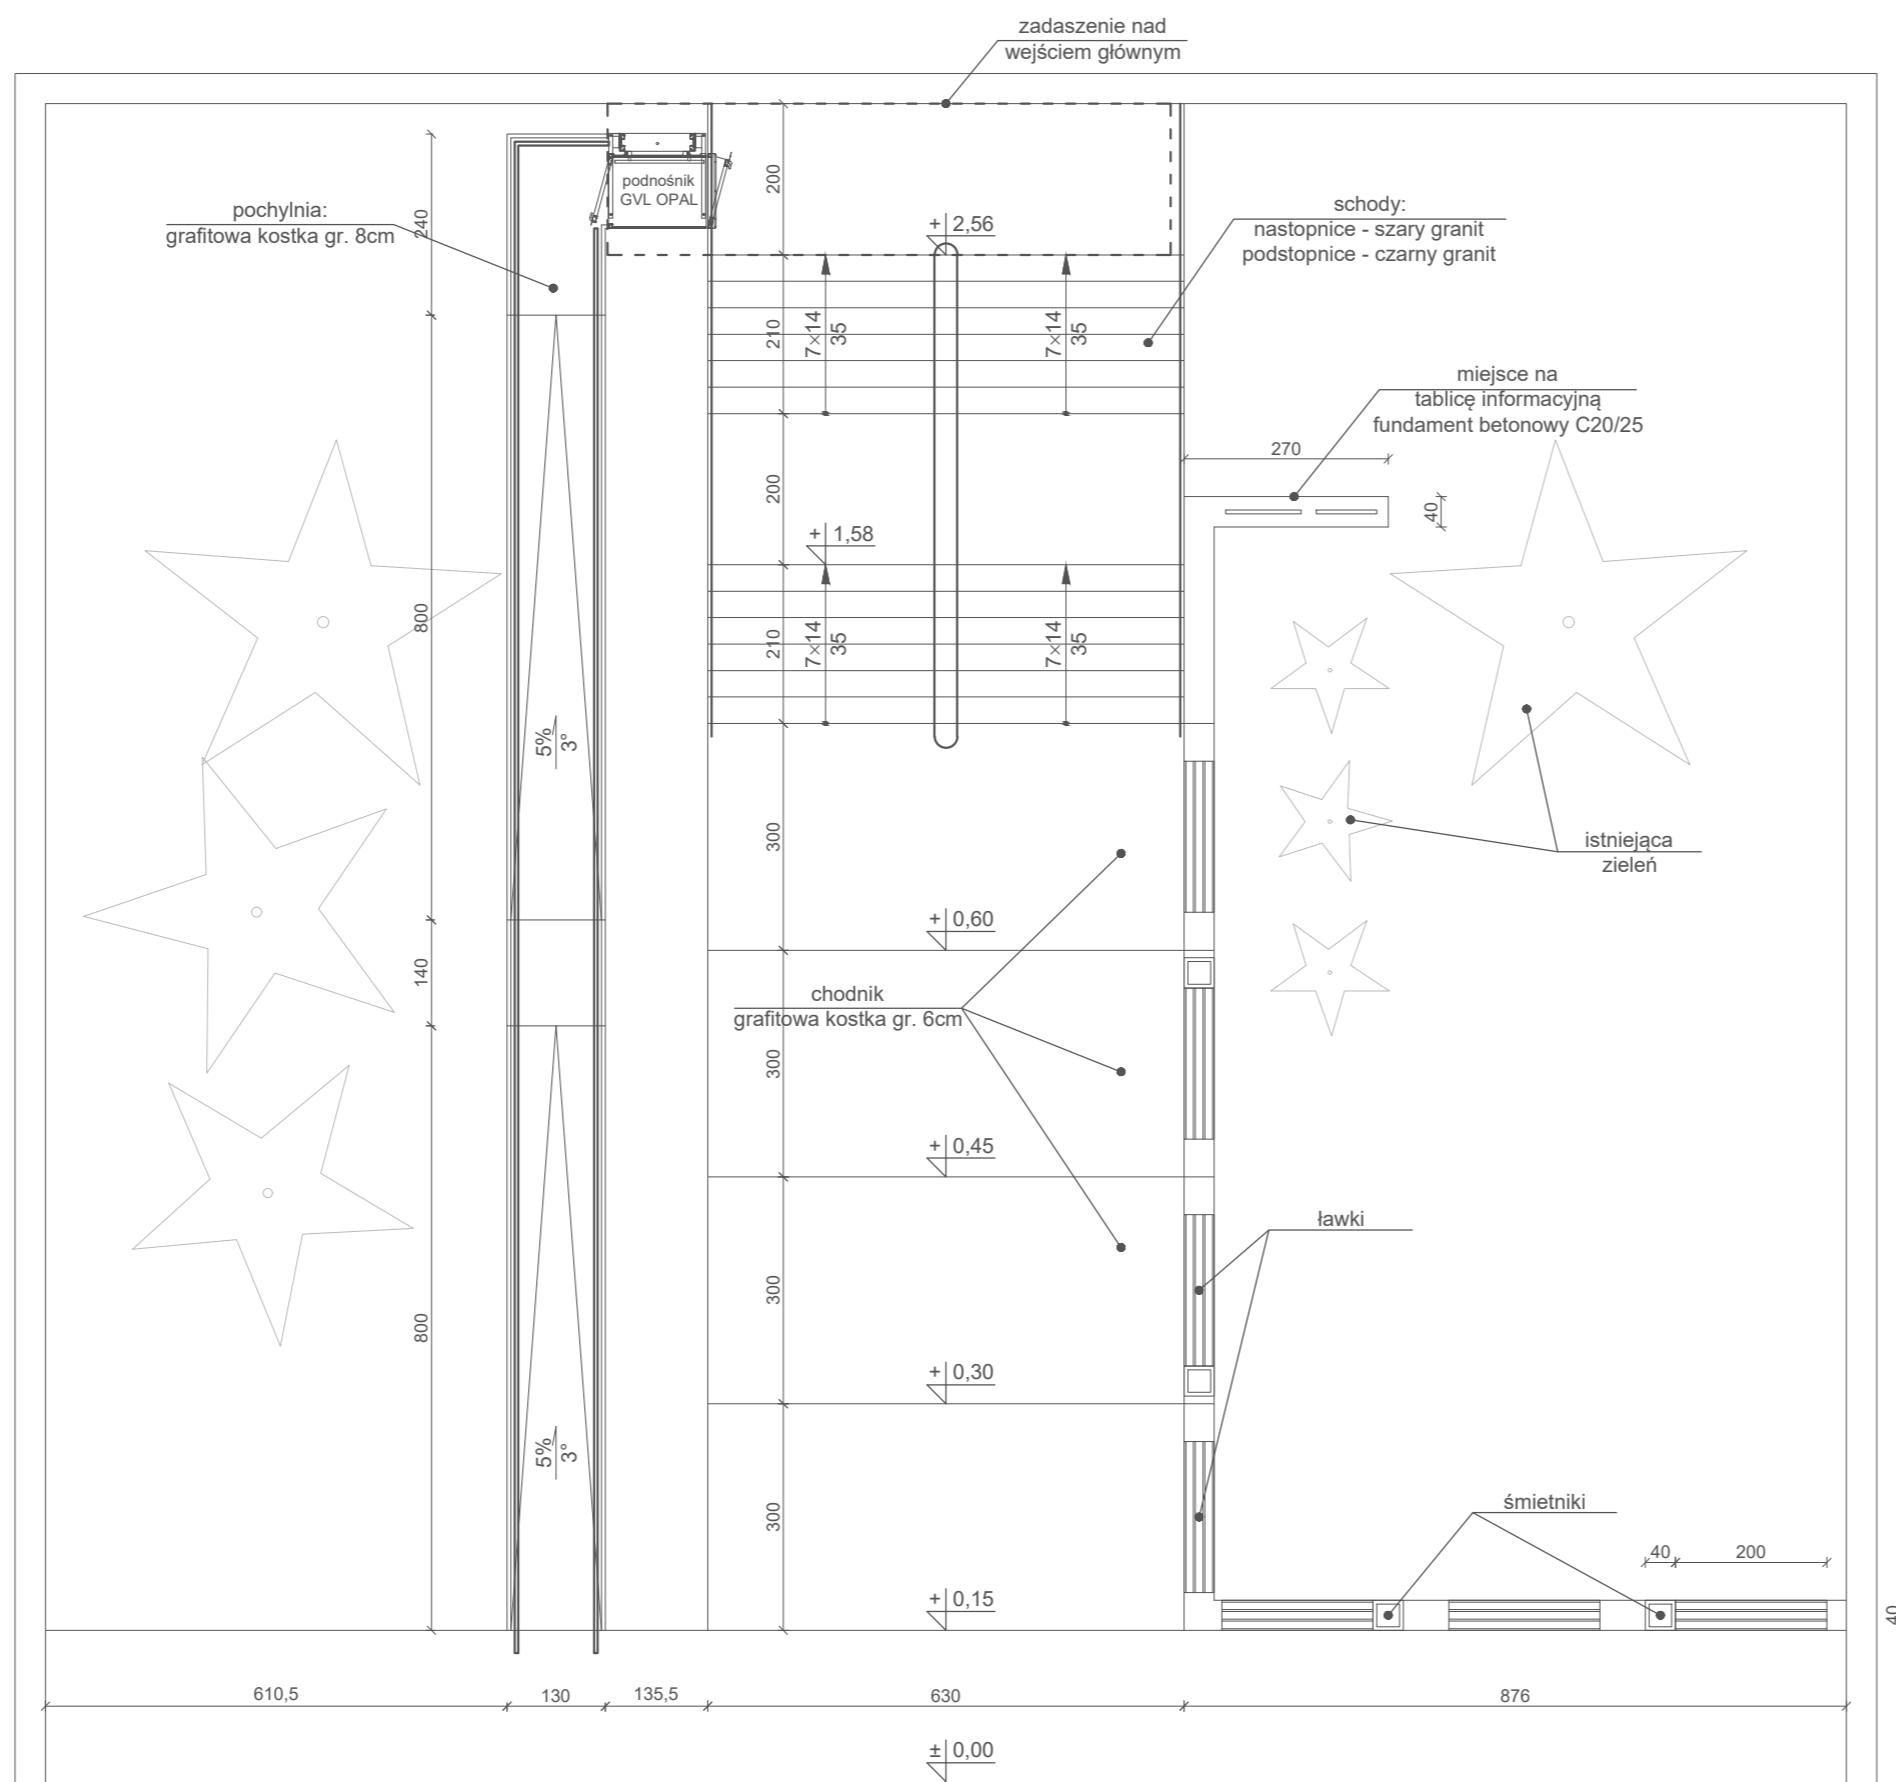 zadaszenie nad
wejściem głównym
podnośnik
GVL OPAL
200
pochylnia:
grafitowa kostka gr. 8cm
240
+ 2,56
schody:
nastopnice - szary granit
podstopnice - czarny granit
210
7×14
35
7×14
35
miejsce na
tablicę informacyjną
fundament betonowy C20/25
270
40
200
+ 1,58
800
210
7×14
35
7×14
35
5%
3°
300
istniejąca
zieleń
+ 0,60
140
chodnik
grafitowa kostka gr. 6cm
300
+ 0,45
ławki
800
300
+ 0,30
5%
3°
300
śmietniki
40
200
+ 0,15
40
610,5
130
135,5
630
876
± 0,00